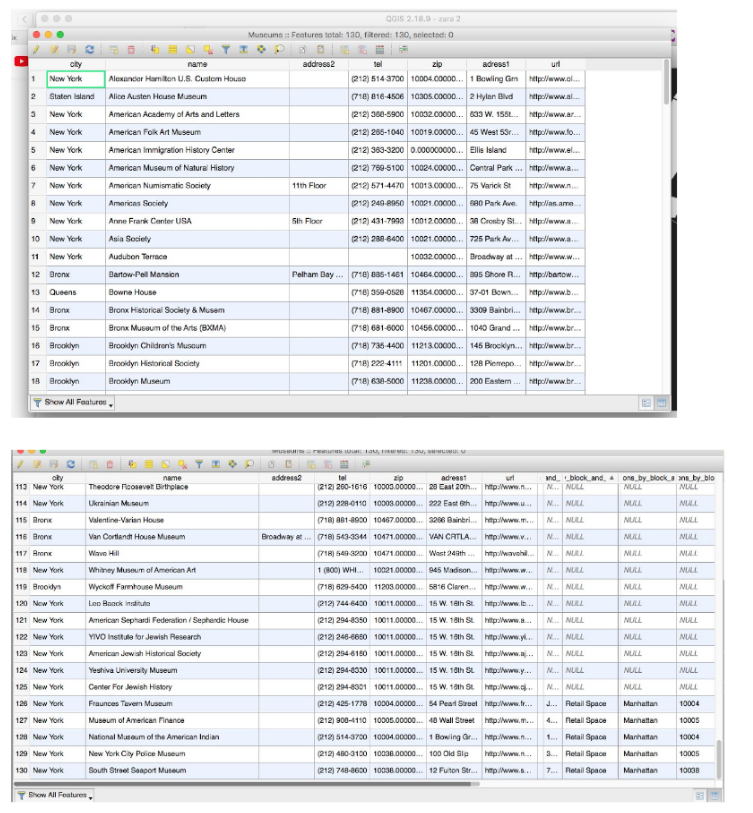 QGIS 2.18.9 - zara 2
Museums :: Features total: 130, filtered: 130, selected: 0
city name address2 tel zip adress1 url
1 New York Alexander Hamilton U.S. Custom House (212) 514-3700 10004.00000... 1 Bowling Grn http://www.ol...
2 Staten Island Alice Austen House Museum (718) 816-4506 10305.00000... 2 Hylan Blvd http://www.al...
3 New York American Academy of Arts and Letters (212) 368-5900 10032.00000... 633 W. 155t... http://www.ar...
4 New York American Folk Art Museum (212) 265-1040 10019.00000... 45 West 53r... http://www.fo...
5 New York American Immigration History Center (212) 363-3200 0.000000000... Ellis Island http://www.el...
6 New York American Museum of Natural History (212) 769-5100 10024.00000... Central Park ... http://www.a...
7 New York American Numismatic Society 11th Floor (212) 571-4470 10013.00000... 75 Varick St http://www.n...
8 New York Americas Society (212) 249-8950 10021.00000... 680 Park Ave. http://as.ame...
9 New York Anne Frank Center USA 5th Floor (212) 431-7993 10012.00000... 38 Crosby St... http://www.a...
10 New York Asia Society (212) 288-6400 10021.00000... 725 Park Av... http://www.a...
11 New York Audubon Terrace 10032.00000... Broadway at ... http://www.w...
12 Bronx Bartow-Pell Mansion Pelham Bay ... (718) 885-1461 10464.00000... 895 Shore R... http://bartow...
13 Queens Bowne House (718) 359-0528 11354.00000... 37-01 Bown... http://www.b...
14 Bronx Bronx Historical Society & Musem (718) 881-8900 10467.00000... 3309 Bainbri... http://www.br...
15 Bronx Bronx Museum of the Arts (BXMA) (718) 681-6000 10456.00000... 1040 Grand ... http://www.br...
16 Brooklyn Brooklyn Children's Museum (718) 735-4400 11213.00000... 145 Brooklyn... http://www.br...
17 Brooklyn Brooklyn Historical Society (718) 222-4111 11201.00000... 128 Pierrepo... http://www.br...
18 Brooklyn Brooklyn Museum (718) 638-5000 11238.00000... 200 Eastern ... http://www.br...
Show All Features
Museums :: Features total: 130, filtered: 130, selected: 0
city name address2 tel zip adress1 url and_ _block_and_ ons_by_block_a ons_by_blo
113 New York Theodore Roosevelt Birthplace (212) 260-1616 10003.00000... 28 East 20th... http://www.n... N... NULL NULL NULL
114 New York Ukrainian Museum (212) 228-0110 10003.00000... 222 East 6th... http://www.u... N... NULL NULL NULL
115 Bronx Valentine-Varian House (718) 881-8900 10467.00000... 3266 Bainbri... http://www.m... N... NULL NULL NULL
116 Bronx Van Cortlandt House Museum Broadway at ... (718) 543-3344 10471.00000... VAN CRTLA... http://www.v... N... NULL NULL NULL
117 Bronx Wave Hill (718) 549-3200 10471.00000... West 249th ... http://wavehil... N... NULL NULL NULL
118 New York Whitney Museum of American Art 1 (800) WHI... 10021.00000... 945 Madison... http://www.w... N... NULL NULL NULL
119 Brooklyn Wyckoff Farmhouse Museum (718) 629-5400 11203.00000... 5816 Claren... http://www.w... N... NULL NULL NULL
120 New York Leo Baeck Institute (212) 744-6400 10011.00000... 15 W. 16th St. http://www.lb... N... NULL NULL NULL
121 New York American Sephardi Federation / Sephardic House (212) 294-8350 10011.00000... 15 W. 16th St. http://www.a... N... NULL NULL NULL
122 New York YIVO Institute for Jewish Research (212) 246-6080 10011.00000... 15 W. 16th St. http://www.yi... N... NULL NULL NULL
123 New York American Jewish Historical Society (212) 294-6160 10011.00000... 15 W. 16th St. http://www.aj... N... NULL NULL NULL
124 New York Yeshiva University Museum (212) 294-8330 10011.00000... 15 W. 16th St. http://www.y... N... NULL NULL NULL
125 New York Center For Jewish History (212) 294-8301 10011.00000... 15 W. 16th St. http://www.cj... N... NULL NULL NULL
126 New York Fraunces Tavern Museum (212) 425-1778 10004.00000... 54 Pearl Street http://www.fr... J... Retail Space Manhattan 10004
127 New York Museum of American Finance (212) 908-4110 10005.00000... 48 Wall Street http://www.m... 4... Retail Space Manhattan 10005
128 New York National Museum of the American Indian (212) 514-3700 10004.00000... 1 Bowling Gr... http://www.n... 1... Retail Space Manhattan 10004
129 New York New York City Police Museum (212) 480-3100 10038.00000... 100 Old Slip http://www.n... 3... Retail Space Manhattan 10005
130 New York South Street Seaport Museum (212) 748-8600 10038.00000... 12 Fulton Str... http://www.s... 7... Retail Space Manhattan 10038
Show All Features